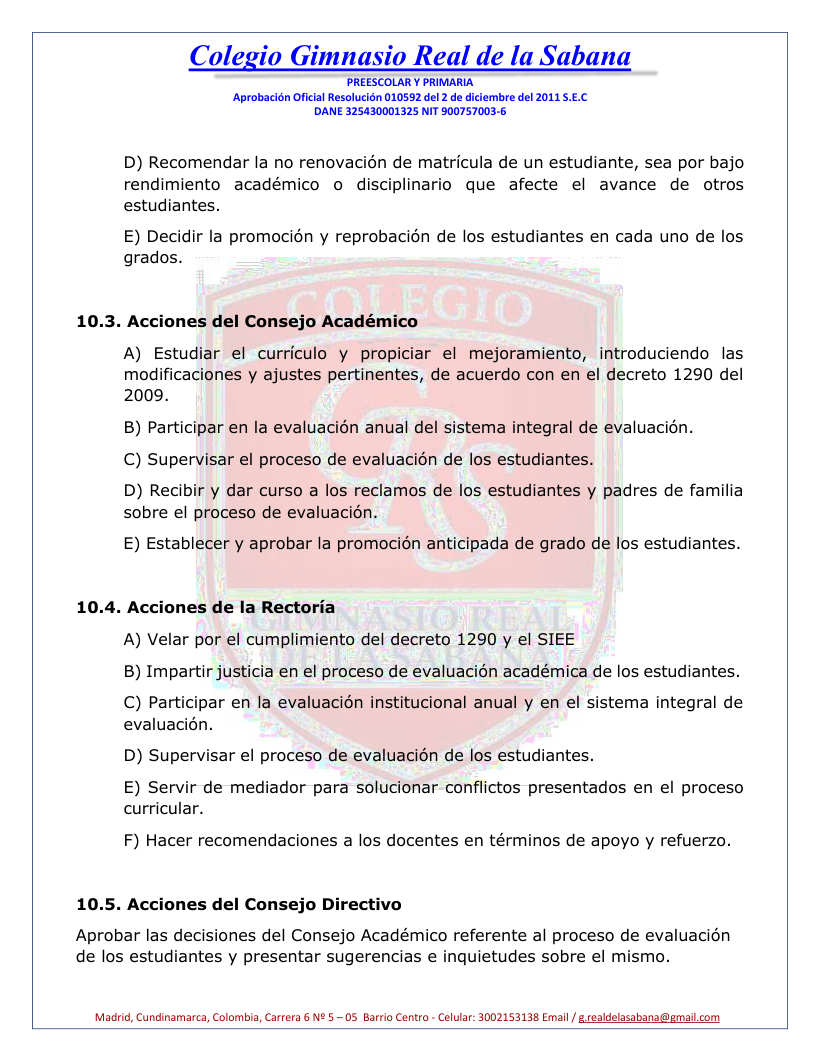 Colegio Gimnasio Real de la Sabana
PREESCOLAR Y PRIMARIA
Aprobación Oficial Resolución 010592 del 2 de diciembre del 2011 S.E.C
DANE 325430001325 NIT 900757003-6
D) Recomendar la no renovación de matrícula de un estudiante, sea por bajo
rendimiento académico o disciplinario que afecte el avance de otros
estudiantes.
E) Decidir la promoción y reprobación de los estudiantes en cada uno de los
grados.
COLEGIO
10.3. Acciones del Consejo Académico
A) Estudiar el currículo y propiciar el mejoramiento, introduciendo las
modificaciones y ajustes pertinentes, de acuerdo con en el decreto 1290 del
2009.
B) Participar en la evaluación anual del sistema integral de evaluación.
C) Supervisar el proceso de evaluación de los estudiantes.
D) Recibir y dar curso a los reclamos de los estudiantes y padres de familia
sobre el proceso de evaluación.
E) Establecer y aprobar la promoción anticipada de grado de los estudiantes.
GRS
10.4. Acciones de la Rectoría
GIMNASIO REAL
DE LA SABANA
A) Velar por el cumplimiento del decreto 1290 y el SIEE
B) Impartir justicia en el proceso de evaluación académica de los estudiantes.
C) Participar en la evaluación institucional anual y en el sistema integral de
evaluación.
D) Supervisar el proceso de evaluación de los estudiantes.
E) Servir de mediador para solucionar conflictos presentados en el proceso
curricular.
F) Hacer recomendaciones a los docentes en términos de apoyo y refuerzo.
10.5. Acciones del Consejo Directivo
Aprobar las decisiones del Consejo Académico referente al proceso de evaluación
de los estudiantes y presentar sugerencias e inquietudes sobre el mismo.
Madrid, Cundinamarca, Colombia, Carrera 6 Nº 5 – 05 Barrio Centro - Celular: 3002153138 Email / g.realdelasabana@gmail.com